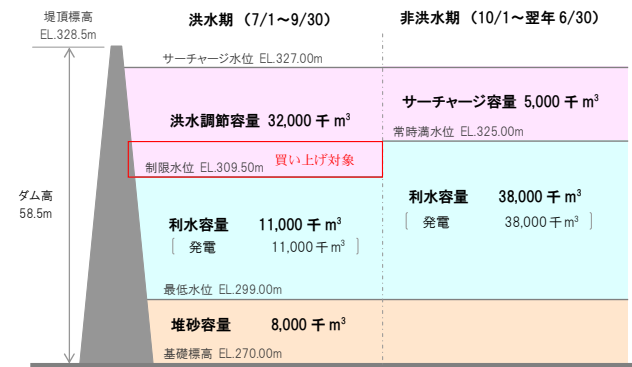 堤頂標高
EL.328.5m
洪水期 (7/1～9/30)
非洪水期 (10/1～翌年 6/30)
サーチャージ水位 EL.327.00m
サーチャージ容量 5,000 千 m³
洪水調節容量 32,000 千 m³
常時満水位 EL.325.00m
制限水位 EL.309.50m
買い上げ対象
ダム高
58.5m
利水容量 38,000 千 m³
[ 発電 38,000 千 m³ ]
利水容量 11,000 千 m³
[ 発電 11,000 千 m³ ]
最低水位 EL.299.00m
堆砂容量 8,000 千 m³
基礎標高 EL.270.00m